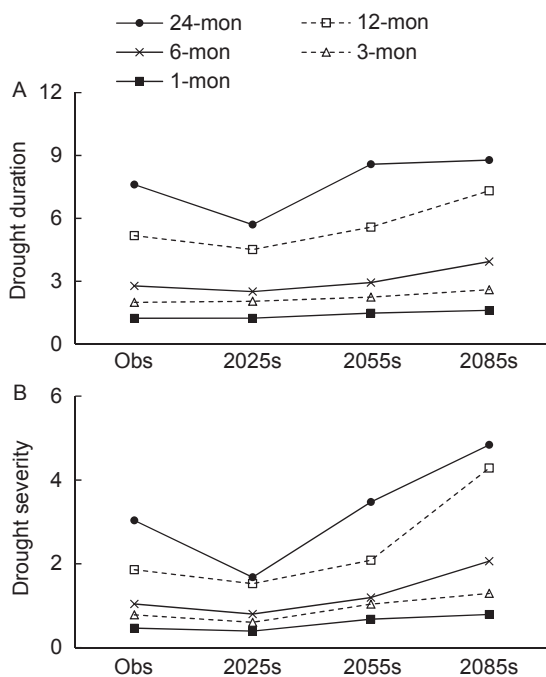 24-mon 12-mon
6-mon 3-mon
1-mon
A
12
9
6
3
0
Drought duration
Obs 2025s 2055s 2085s
B
6
4
2
0
Drought severity
Obs 2025s 2055s 2085s